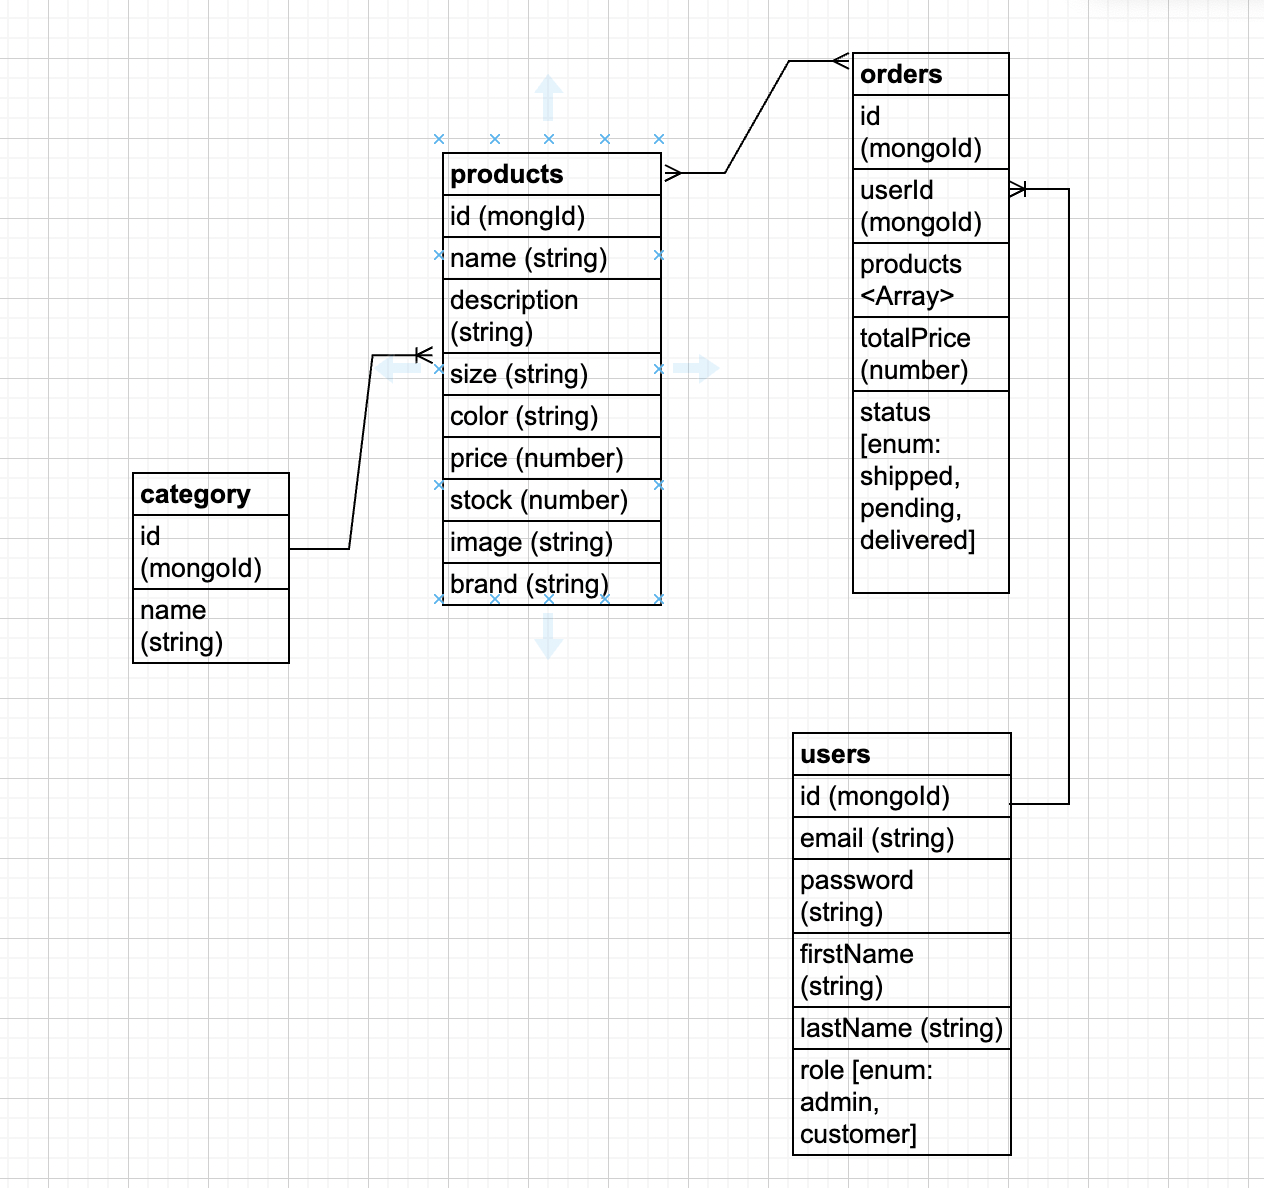 products
id (mongId)
name (string)
description
(string)
size (string)
color (string)
price (number)
stock (number)
image (string)
brand (string)
orders
id
(mongoId)
userId
(mongoId)
products
<Array>
totalPrice
(number)
status
[enum:
shipped,
pending,
delivered]
category
id
(mongoId)
name
(string)
users
id (mongoId)
email (string)
password
(string)
firstName
(string)
lastName (string)
role [enum:
admin,
customer]